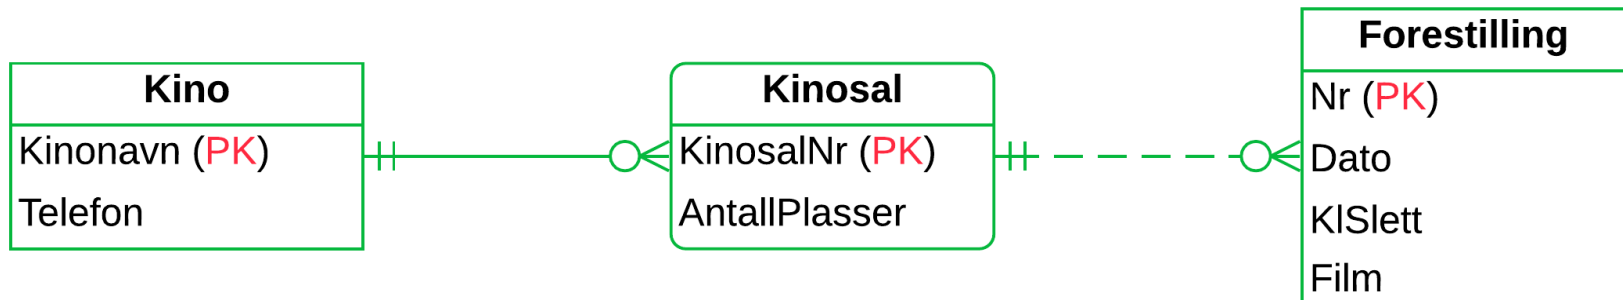 Kino
Kinonavn (PK)
Telefon
Kinosal
KinosalNr (PK)
AntallPlasser
Forestilling
Nr (PK)
Dato
KlSlett
Film